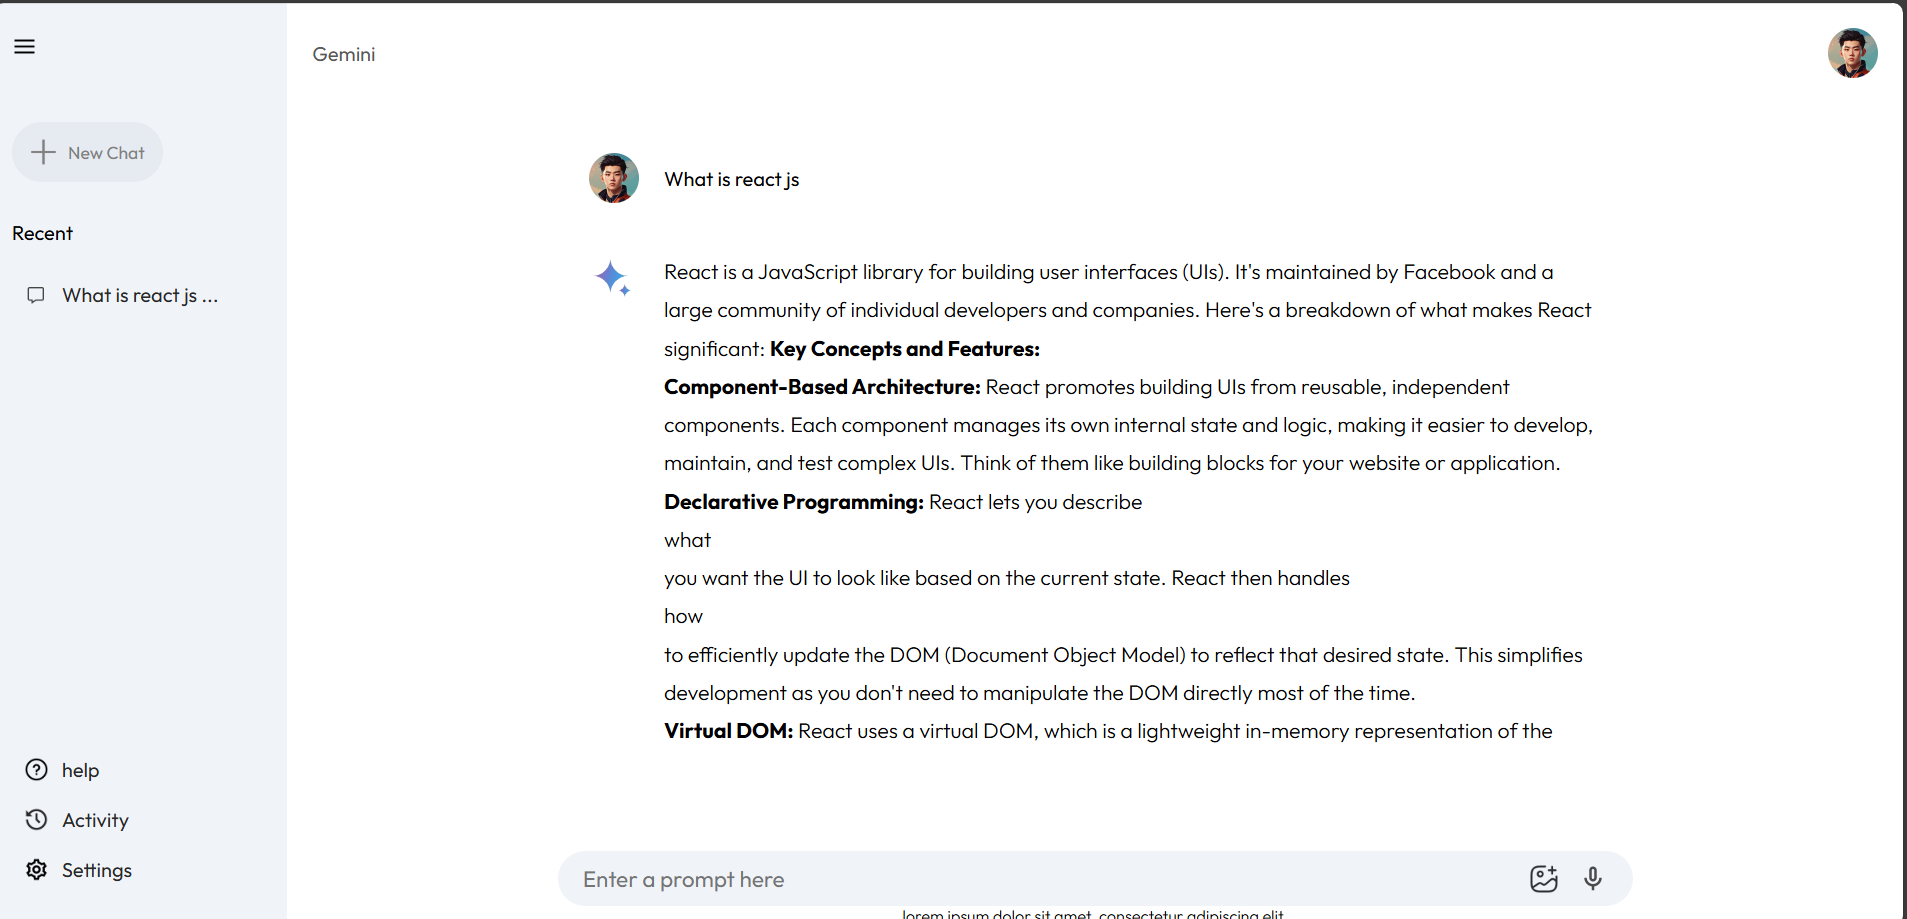 Gemini
New Chat
Recent
What is react js ...
help
Activity
Settings
What is react js
React is a JavaScript library for building user interfaces (UIs). It's maintained by Facebook and a
large community of individual developers and companies. Here's a breakdown of what makes React
significant: Key Concepts and Features:
Component-Based Architecture: React promotes building UIs from reusable, independent
components. Each component manages its own internal state and logic, making it easier to develop,
maintain, and test complex UIs. Think of them like building blocks for your website or application.
Declarative Programming: React lets you describe
what
you want the UI to look like based on the current state. React then handles
how
to efficiently update the DOM (Document Object Model) to reflect that desired state. This simplifies
development as you don't need to manipulate the DOM directly most of the time.
Virtual DOM: React uses a virtual DOM, which is a lightweight in-memory representation of the
Enter a prompt here
lorem ipsum dolor sit amet, consectetur adipiscing elit